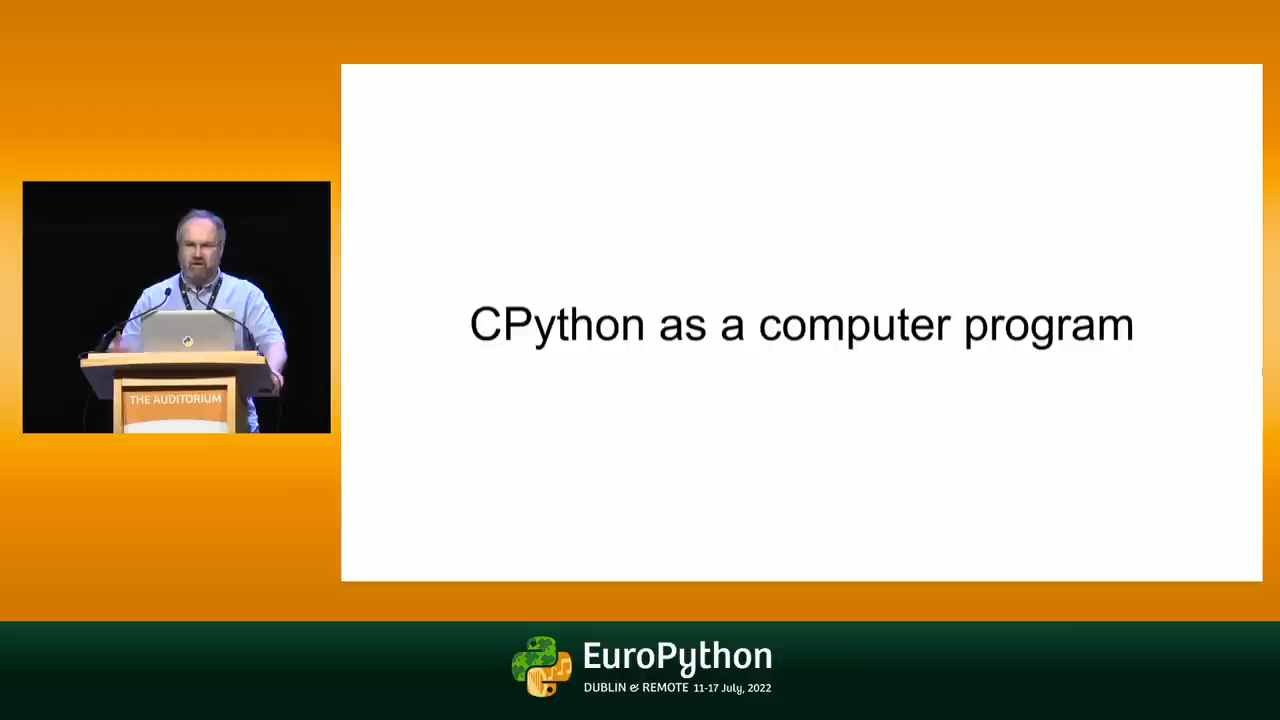 CPython as a computer program
THE AUDITORIUM
EuroPython
DUBLIN & REMOTE 11-17 July, 2022